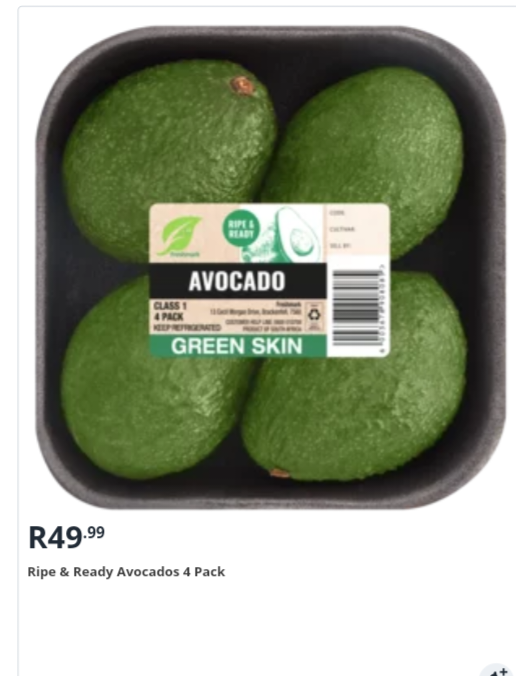 RIPE &
READY
Freshmark
CODE:
CULTIVAR:
SELL BY:
AVOCADO
CLASS 1
4 PACK
KEEP REFRIGERATED
Freshmark
PRODUCT OF SOUTH AFRICA
GREEN SKIN
R49.99
Ripe & Ready Avocados 4 Pack